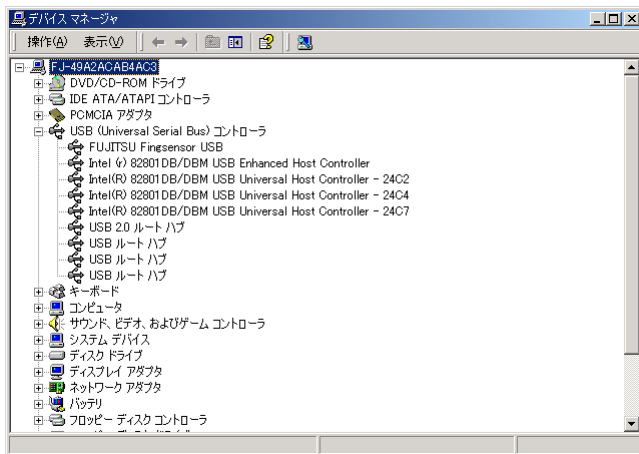 デバイス マネージャ
操作(A) 表示(V)
FJ-49A2ACAB4AC3
DVD/CD-ROM ドライブ
IDE ATA/ATAPI コントローラ
PCMCIA アダプタ
USB (Universal Serial Bus) コントローラ
FUJITSU Fingsensor USB
Intel (r) 82801DB/DBM USB Enhanced Host Controller
Intel(R) 82801DB/DBM USB Universal Host Controller - 24C2
Intel(R) 82801DB/DBM USB Universal Host Controller - 24C4
Intel(R) 82801DB/DBM USB Universal Host Controller - 24C7
USB 2.0 ルート ハブ
USB ルート ハブ
USB ルート ハブ
USB ルート ハブ
キーボード
コンピュータ
サウンド、ビデオ、およびゲーム コントローラ
システム デバイス
ディスク ドライブ
ディスプレイ アダプタ
ネットワーク アダプタ
バッテリ
フロッピー ディスク コントローラ